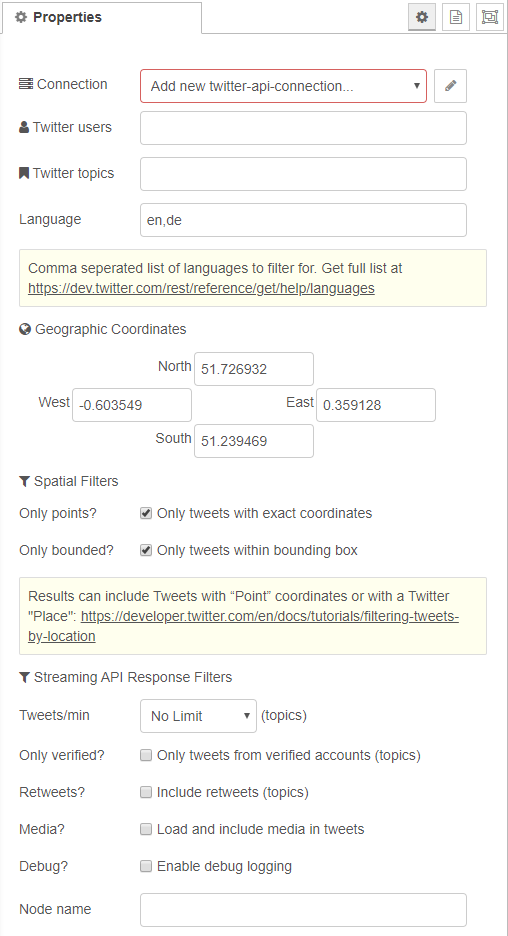 Properties
Connection Add new twitter-api-connection...
Twitter users
Twitter topics
Language en,de
Comma seperated list of languages to filter for. Get full list at
https://dev.twitter.com/rest/reference/get/help/languages
Geographic Coordinates
North 51.726932
West -0.603549 East 0.359128
South 51.239469
Spatial Filters
Only points? Only tweets with exact coordinates
Only bounded? Only tweets within bounding box
Results can include Tweets with “Point” coordinates or with a Twitter
"Place": https://developer.twitter.com/en/docs/tutorials/filtering-tweets-
by-location
Streaming API Response Filters
Tweets/min No Limit (topics)
Only verified? Only tweets from verified accounts (topics)
Retweets? Include retweets (topics)
Media? Load and include media in tweets
Debug? Enable debug logging
Node name